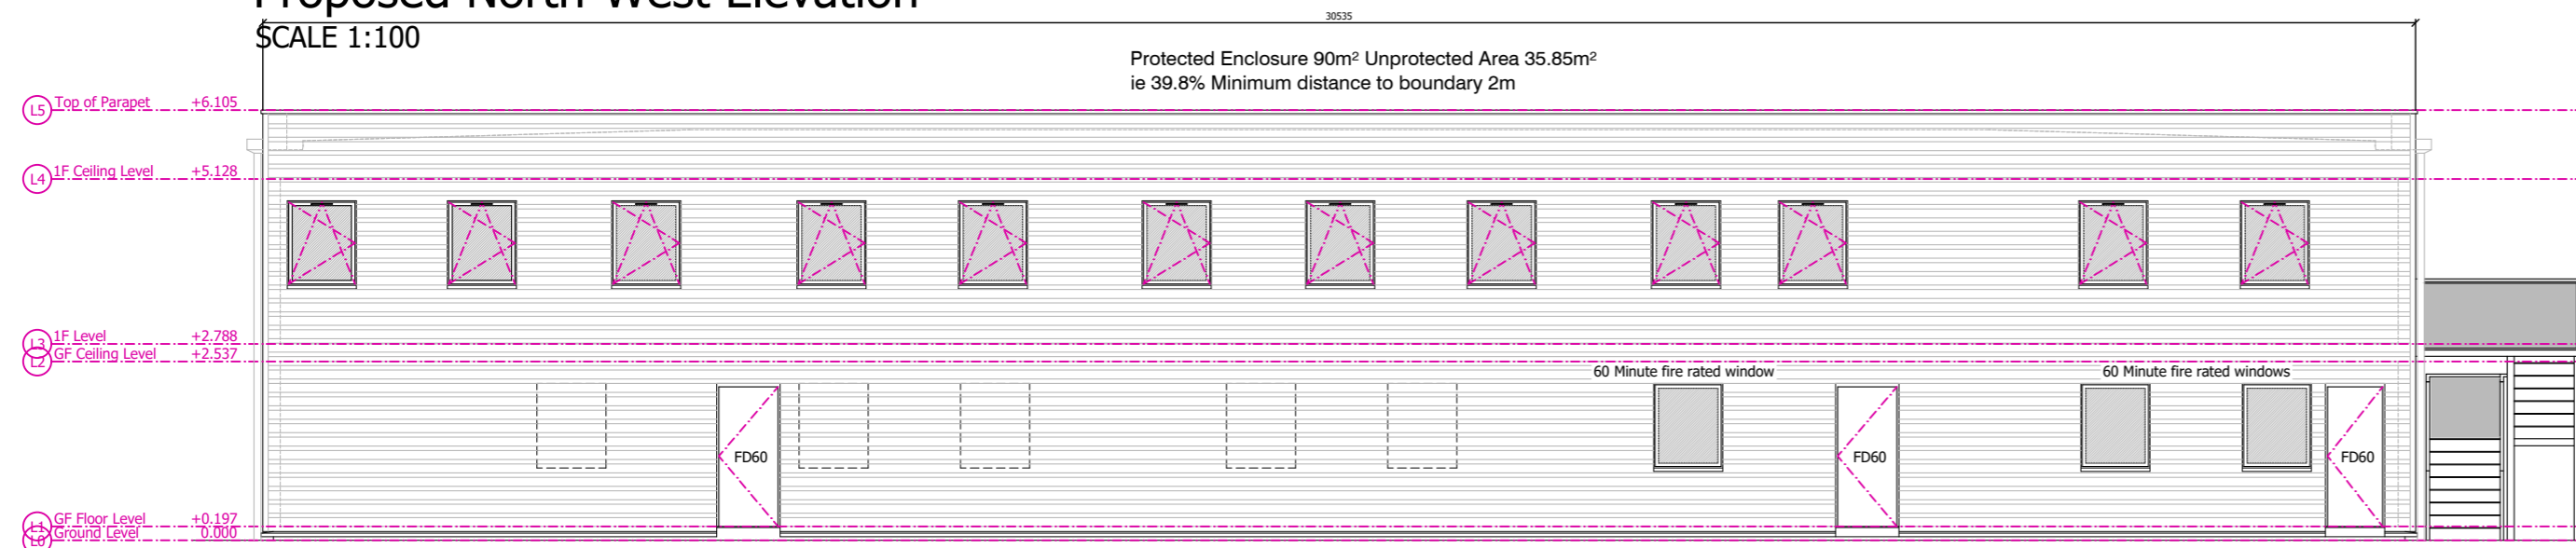 Proposed North West Elevation
SCALE 1:100
30535
Protected Enclosure 90m² Unprotected Area 35.85m²
ie 39.8% Minimum distance to boundary 2m
L5 Top of Parapet +6.105
L4 1F Ceiling Level +5.128
L3 1F Level +2.788
L2 GF Ceiling Level +2.537
60 Minute fire rated window
60 Minute fire rated windows
FD60
FD60
FD60
L1 GF Floor Level +0.197
L0 Ground Level 0.000